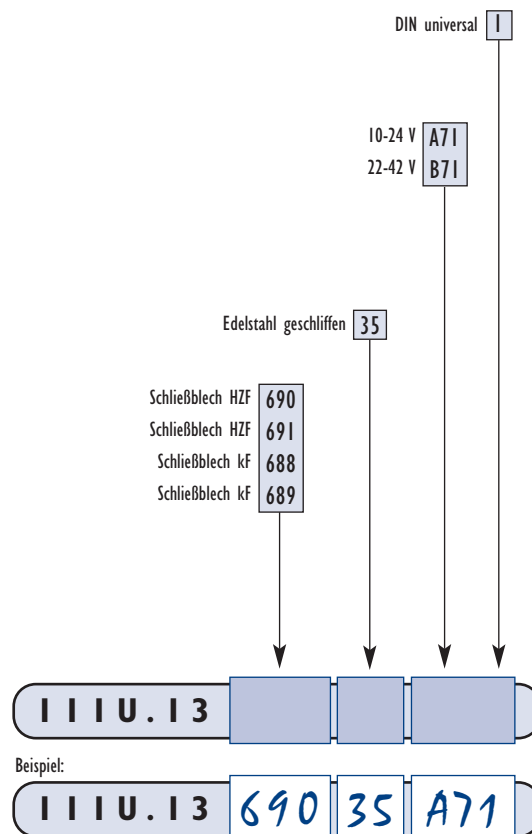 DIN universal 1
10-24 V A71
22-42 V B71
Edelstahl geschliffen 35
Schließblech HZF 690
Schließblech HZF 691
Schließblech kF 688
Schließblech kF 689
111U.13
Beispiel:
111U.13 690 35 A71